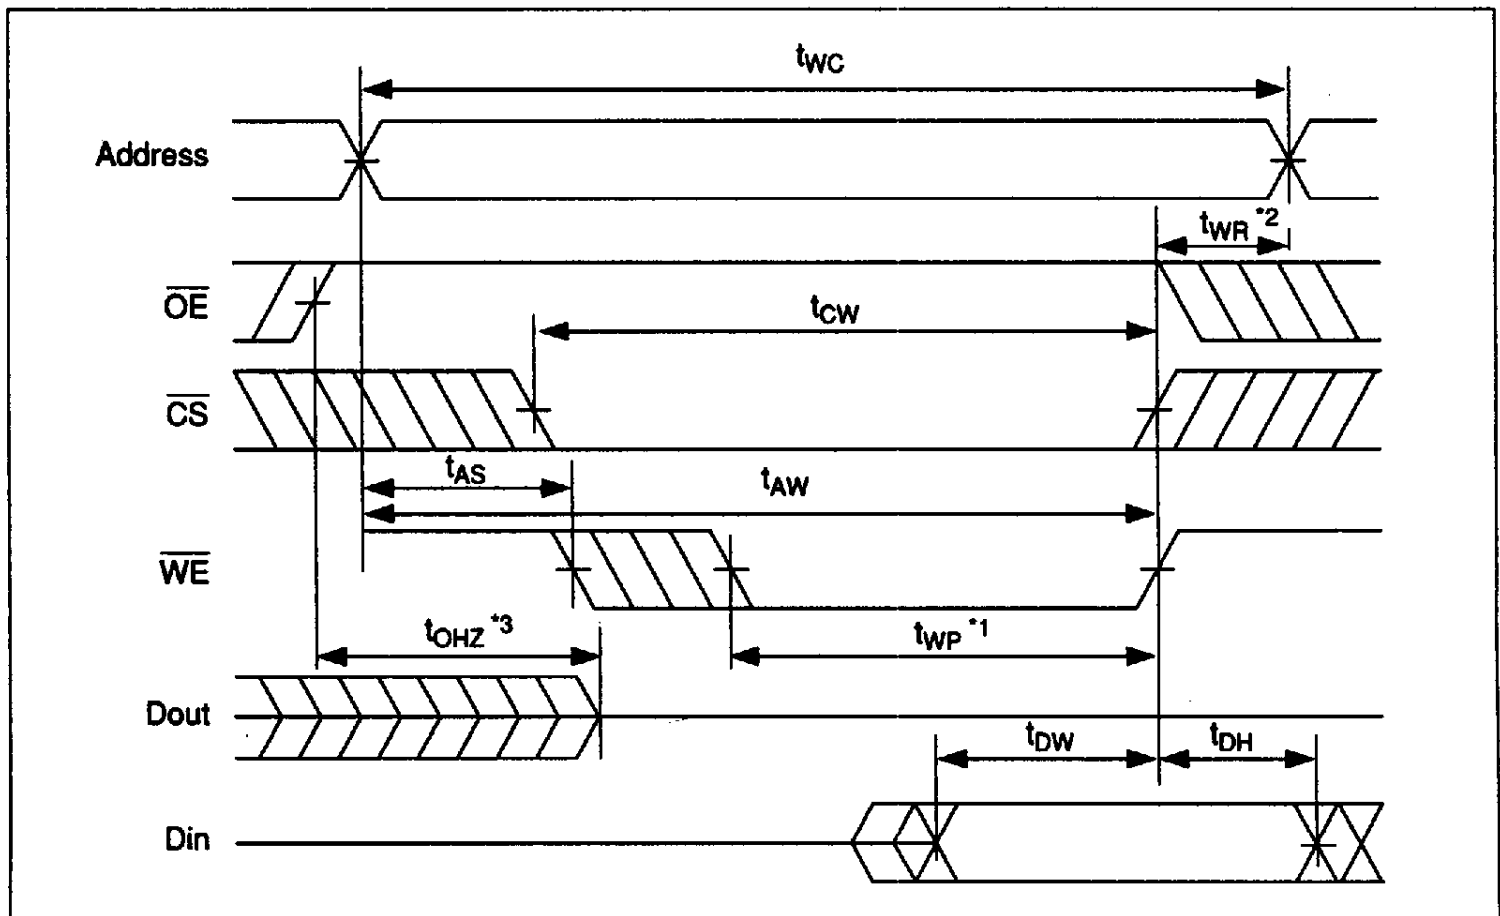 tWC
Address
tWR *2
OE
tCW
CS
tAS
tAW
WE
tOHZ *3
tWP *1
Dout
tDW
tDH
Din